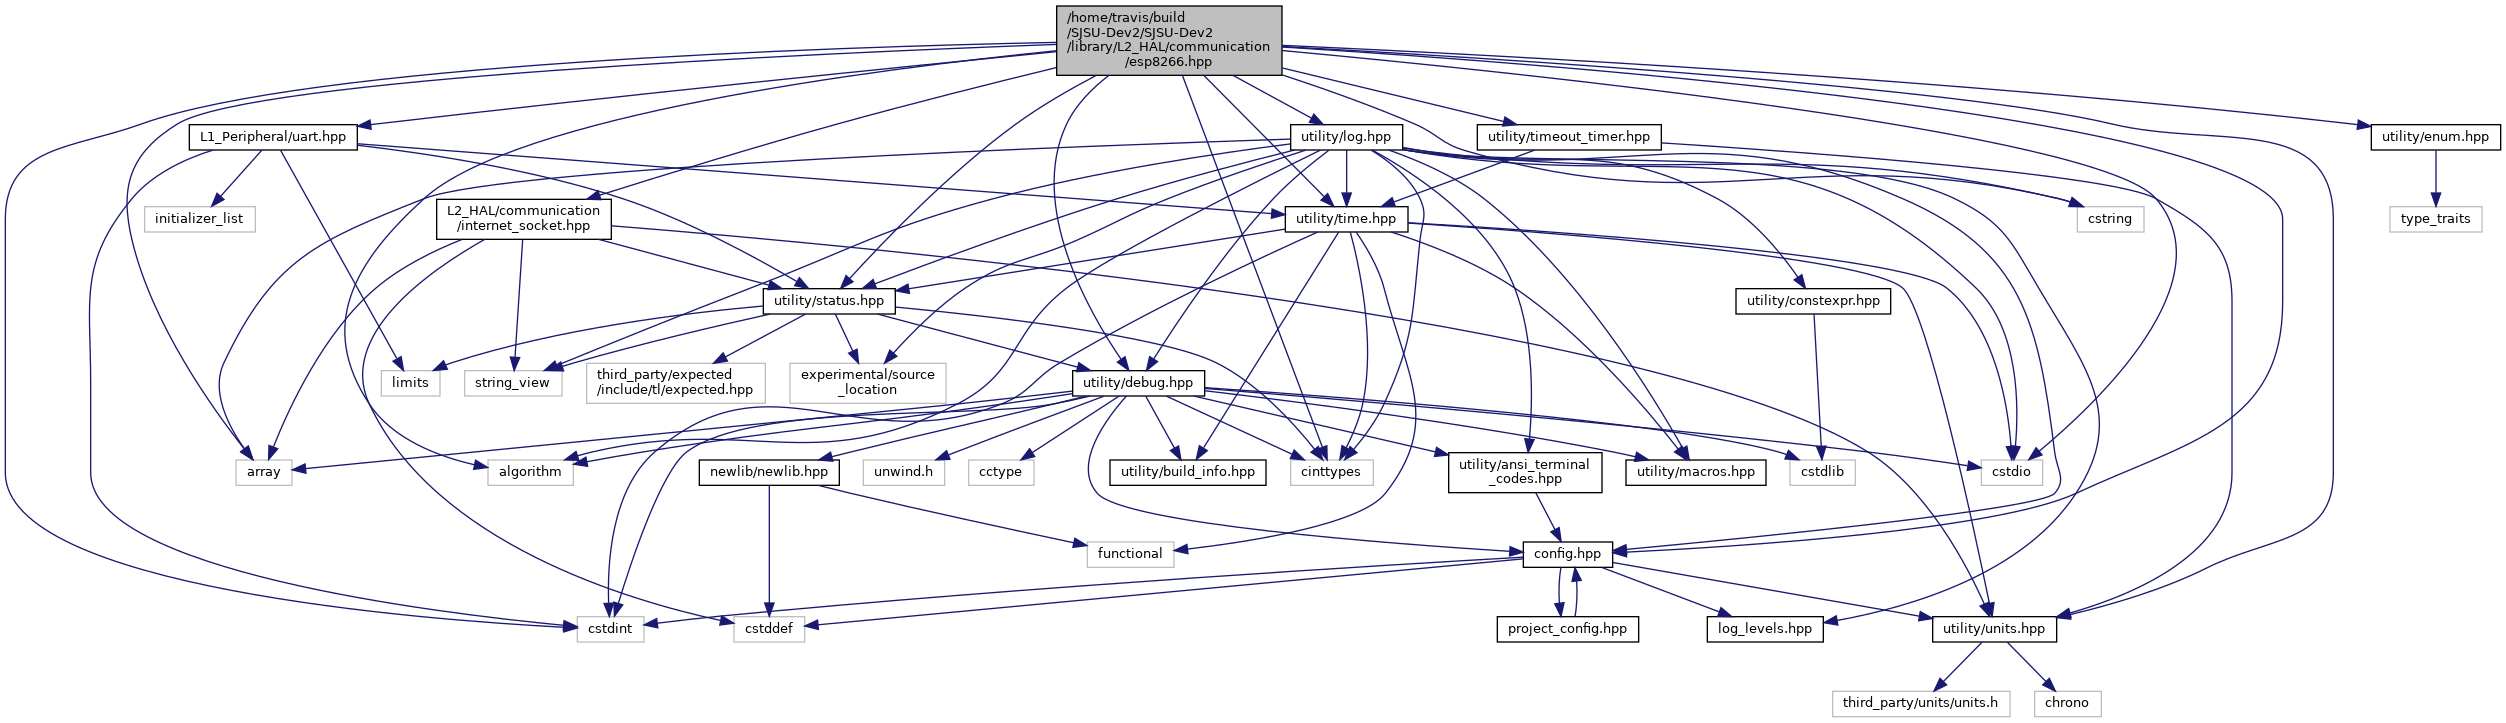 /home/travis/build
/SJSU-Dev2/SJSU-Dev2
/library/L2_HAL/communication
/esp8266.hpp
L1_Peripheral/uart.hpp
utility/log.hpp
utility/timeout_timer.hpp
utility/enum.hpp
initializer_list
L2_HAL/communication
/internet_socket.hpp
utility/time.hpp
cstring
type_traits
utility/status.hpp
utility/constexpr.hpp
limits
string_view
third_party/expected
/include/tl/expected.hpp
experimental/source
_location
utility/debug.hpp
array
algorithm
newlib/newlib.hpp
unwind.h
cctype
utility/build_info.hpp
cinttypes
utility/ansi_terminal
_codes.hpp
utility/macros.hpp
cstdlib
cstdio
functional
config.hpp
cstdint
cstddef
project_config.hpp
log_levels.hpp
utility/units.hpp
third_party/units/units.h
chrono